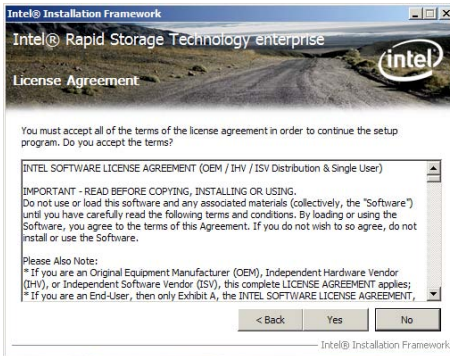 Intel® Installation Framework
Intel® Rapid Storage Technology enterprise
intel
License Agreement
You must accept all of the terms of the license agreement in order to continue the setup
program. Do you accept the terms?
INTEL SOFTWARE LICENSE AGREEMENT (OEM / IHV / ISV Distribution & Single User)
IMPORTANT - READ BEFORE COPYING, INSTALLING OR USING.
Do not use or load this software and any associated materials (collectively, the "Software")
until you have carefully read the following terms and conditions. By loading or using the
Software, you agree to the terms of this Agreement. If you do not wish to so agree, do not
install or use the Software.
Please Also Note:
* If you are an Original Equipment Manufacturer (OEM), Independent Hardware Vendor
(IHV), or Independent Software Vendor (ISV), this complete LICENSE AGREEMENT applies;
* If you are an End-User, then only Exhibit A, the INTEL SOFTWARE LICENSE AGREEMENT,
< Back Yes No
Intel® Installation Framework